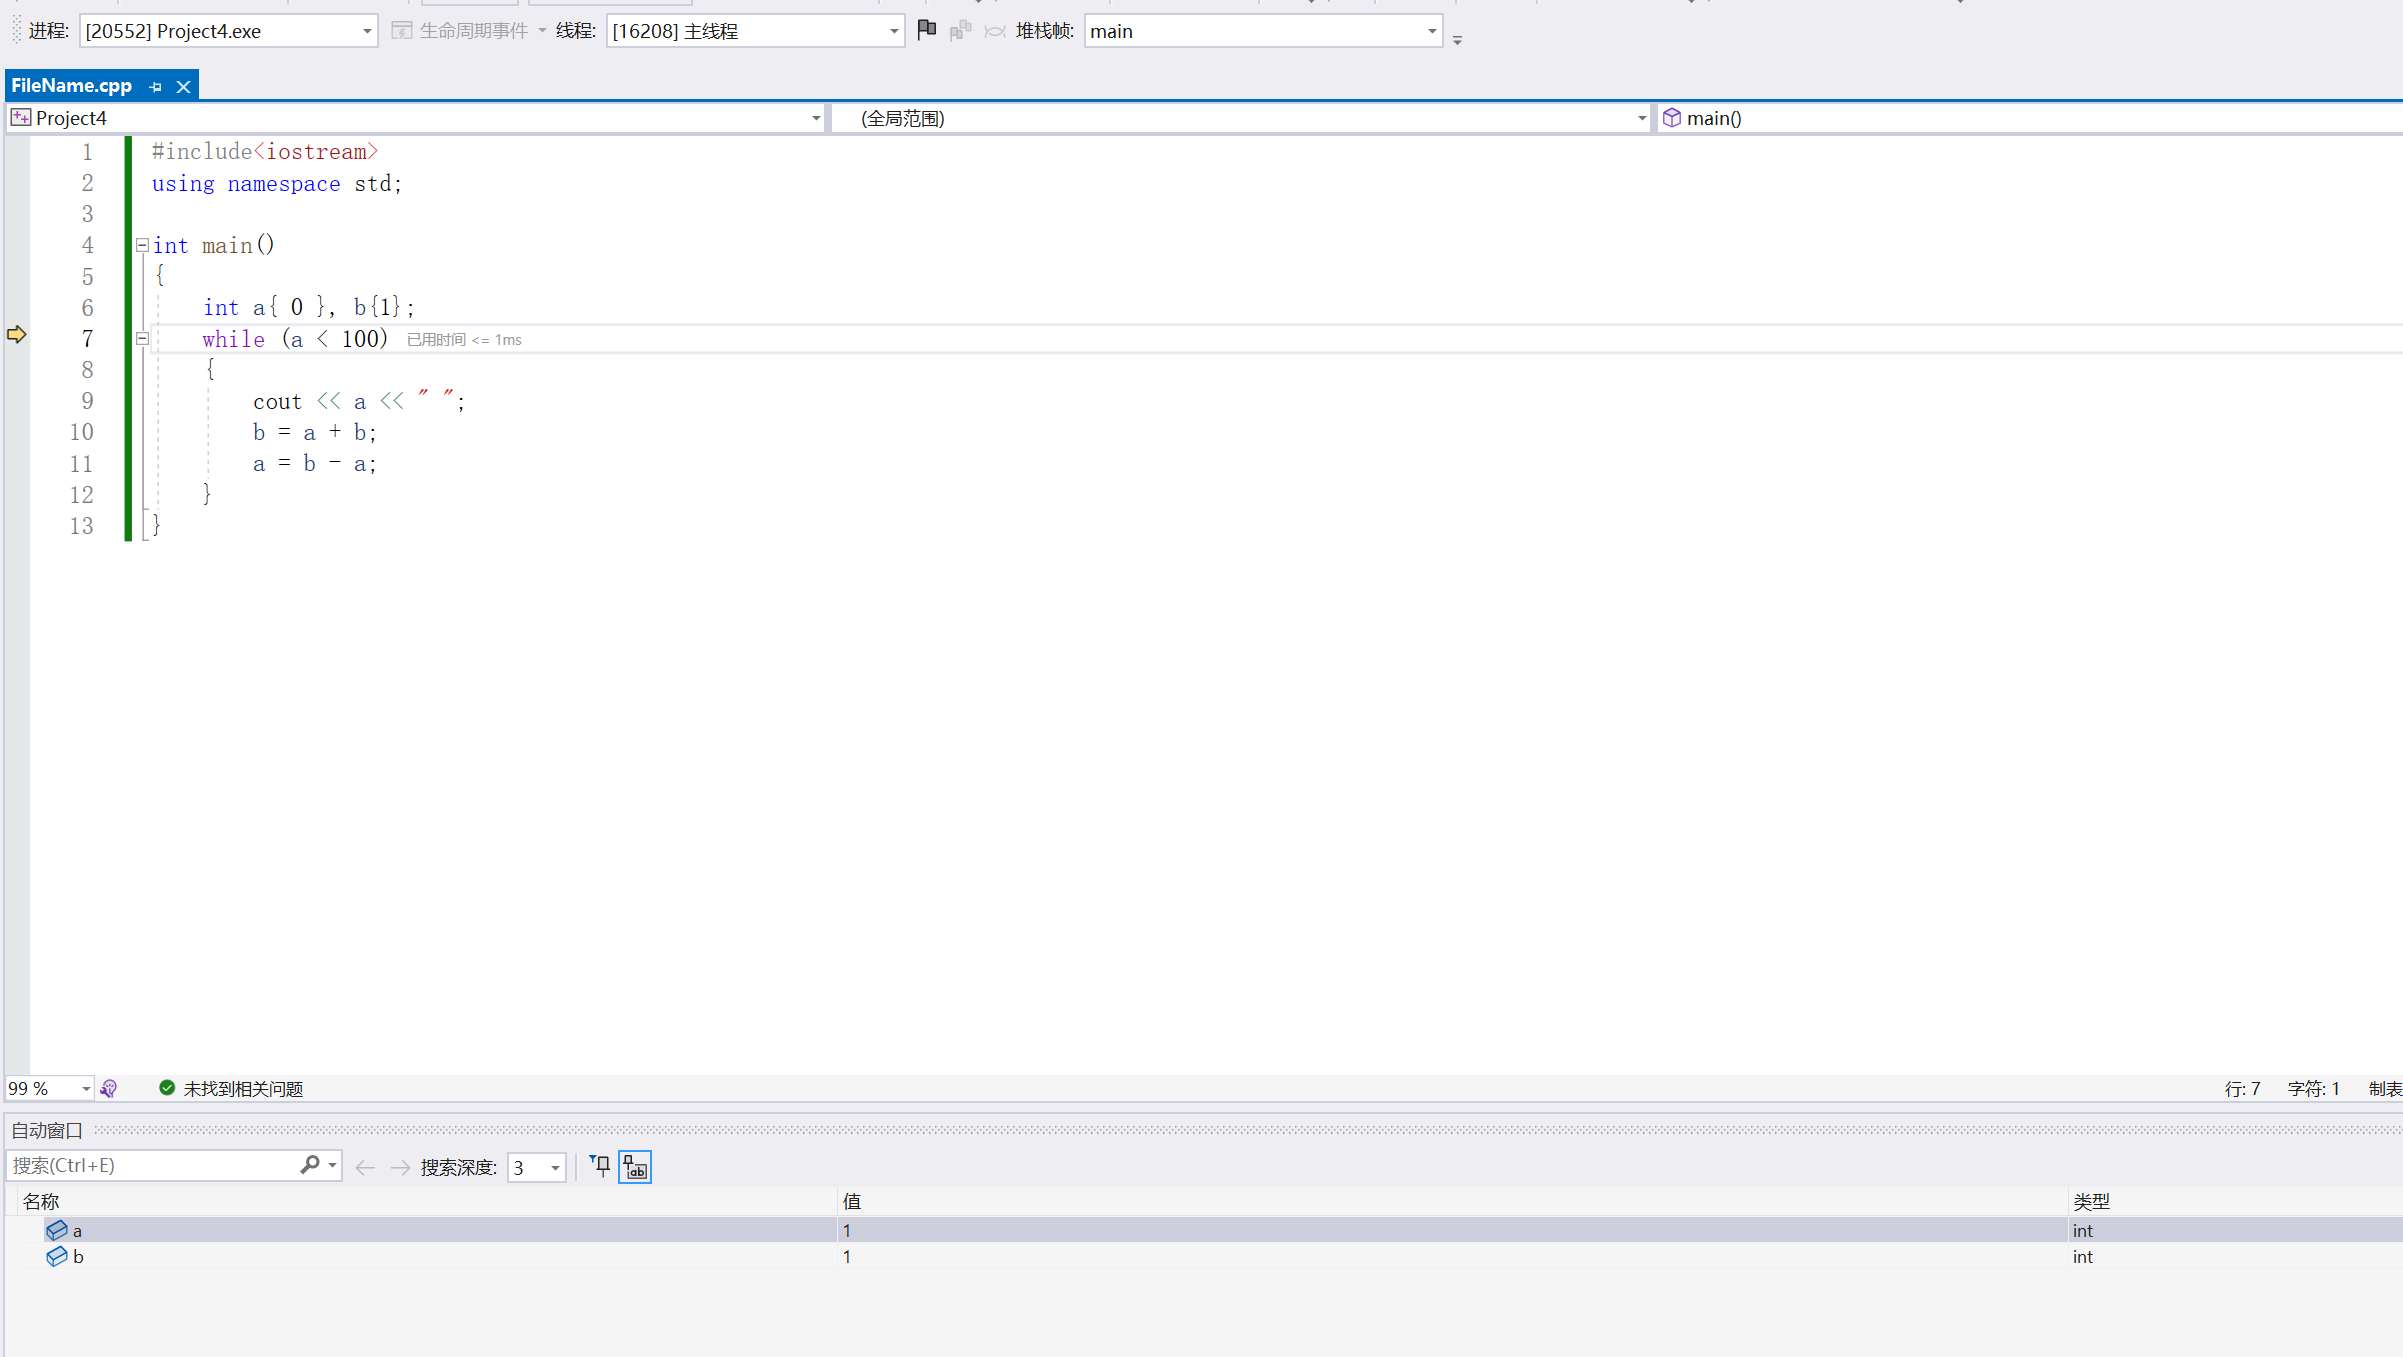 进程: [20552] Project4.exe 生命周期事件 线程: [16208] 主线程 堆栈帧: main
FileName.cpp
Project4 (全局范围) main()
1 #include<iostream>
2 using namespace std;
3
4 int main()
5 {
6 int a{ 0 }, b{1};
7 while (a < 100) 已用时间 <= 1ms
8 {
9 cout << a << " ";
10 b = a + b;
11 a = b - a;
12 }
13 }
99 % 未找到相关问题 行: 7 字符: 1 制表
自动窗口
搜索(Ctrl+E) 搜索深度: 3
名称 值 类型
a 1 int
b 1 int